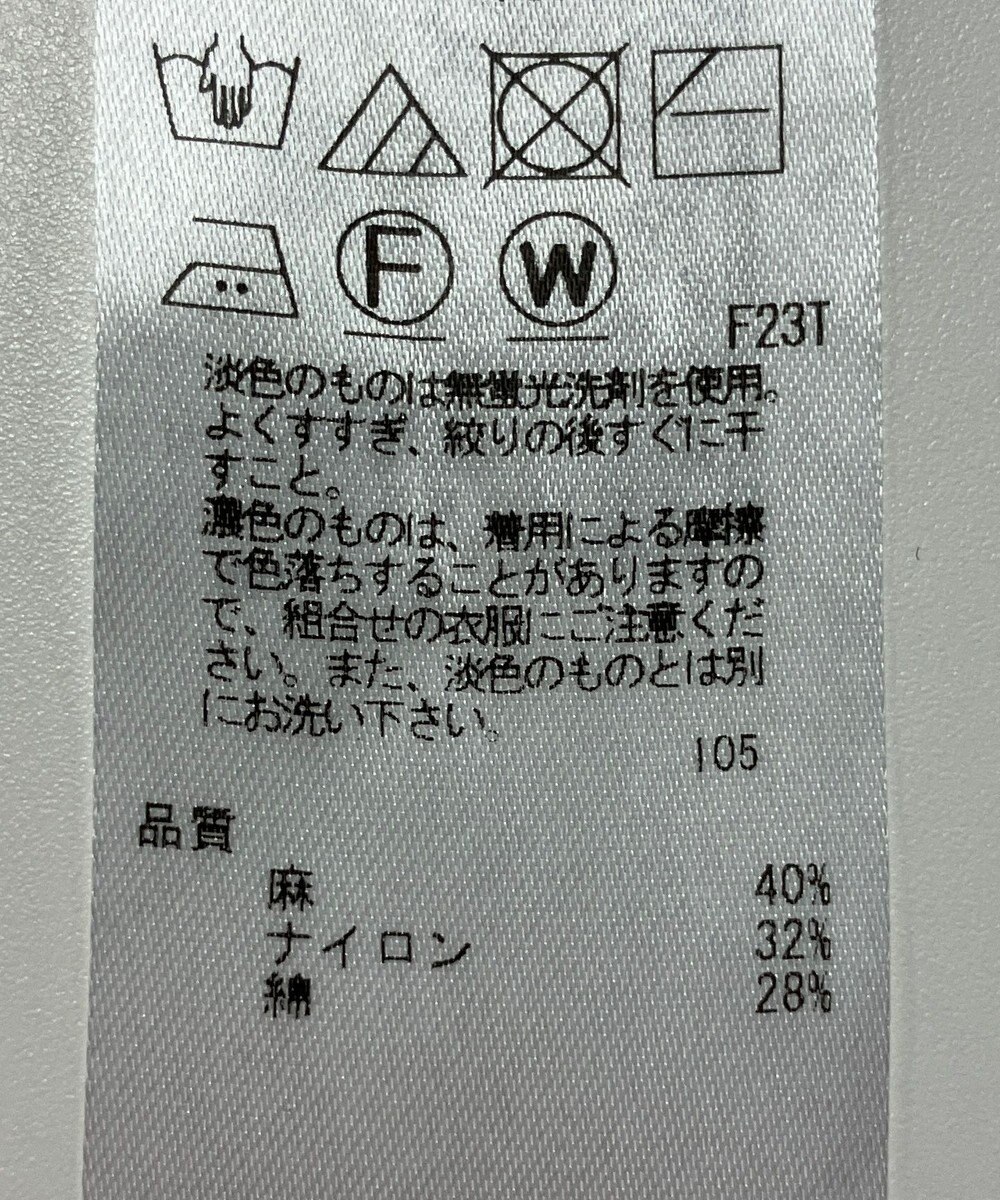 F
W
F23T
淡色のものは無蛍光洗剤を使用。
よくすすぎ、絞りの後すぐに干
すこと。
濃色のものは、着用による摩擦
で色落ちすることがありますの
で、組合せの衣服にご注意くだ
さい。また、淡色のものとは別
にお洗い下さい。
105
品質
麻 40%
ナイロン 32%
綿 28%